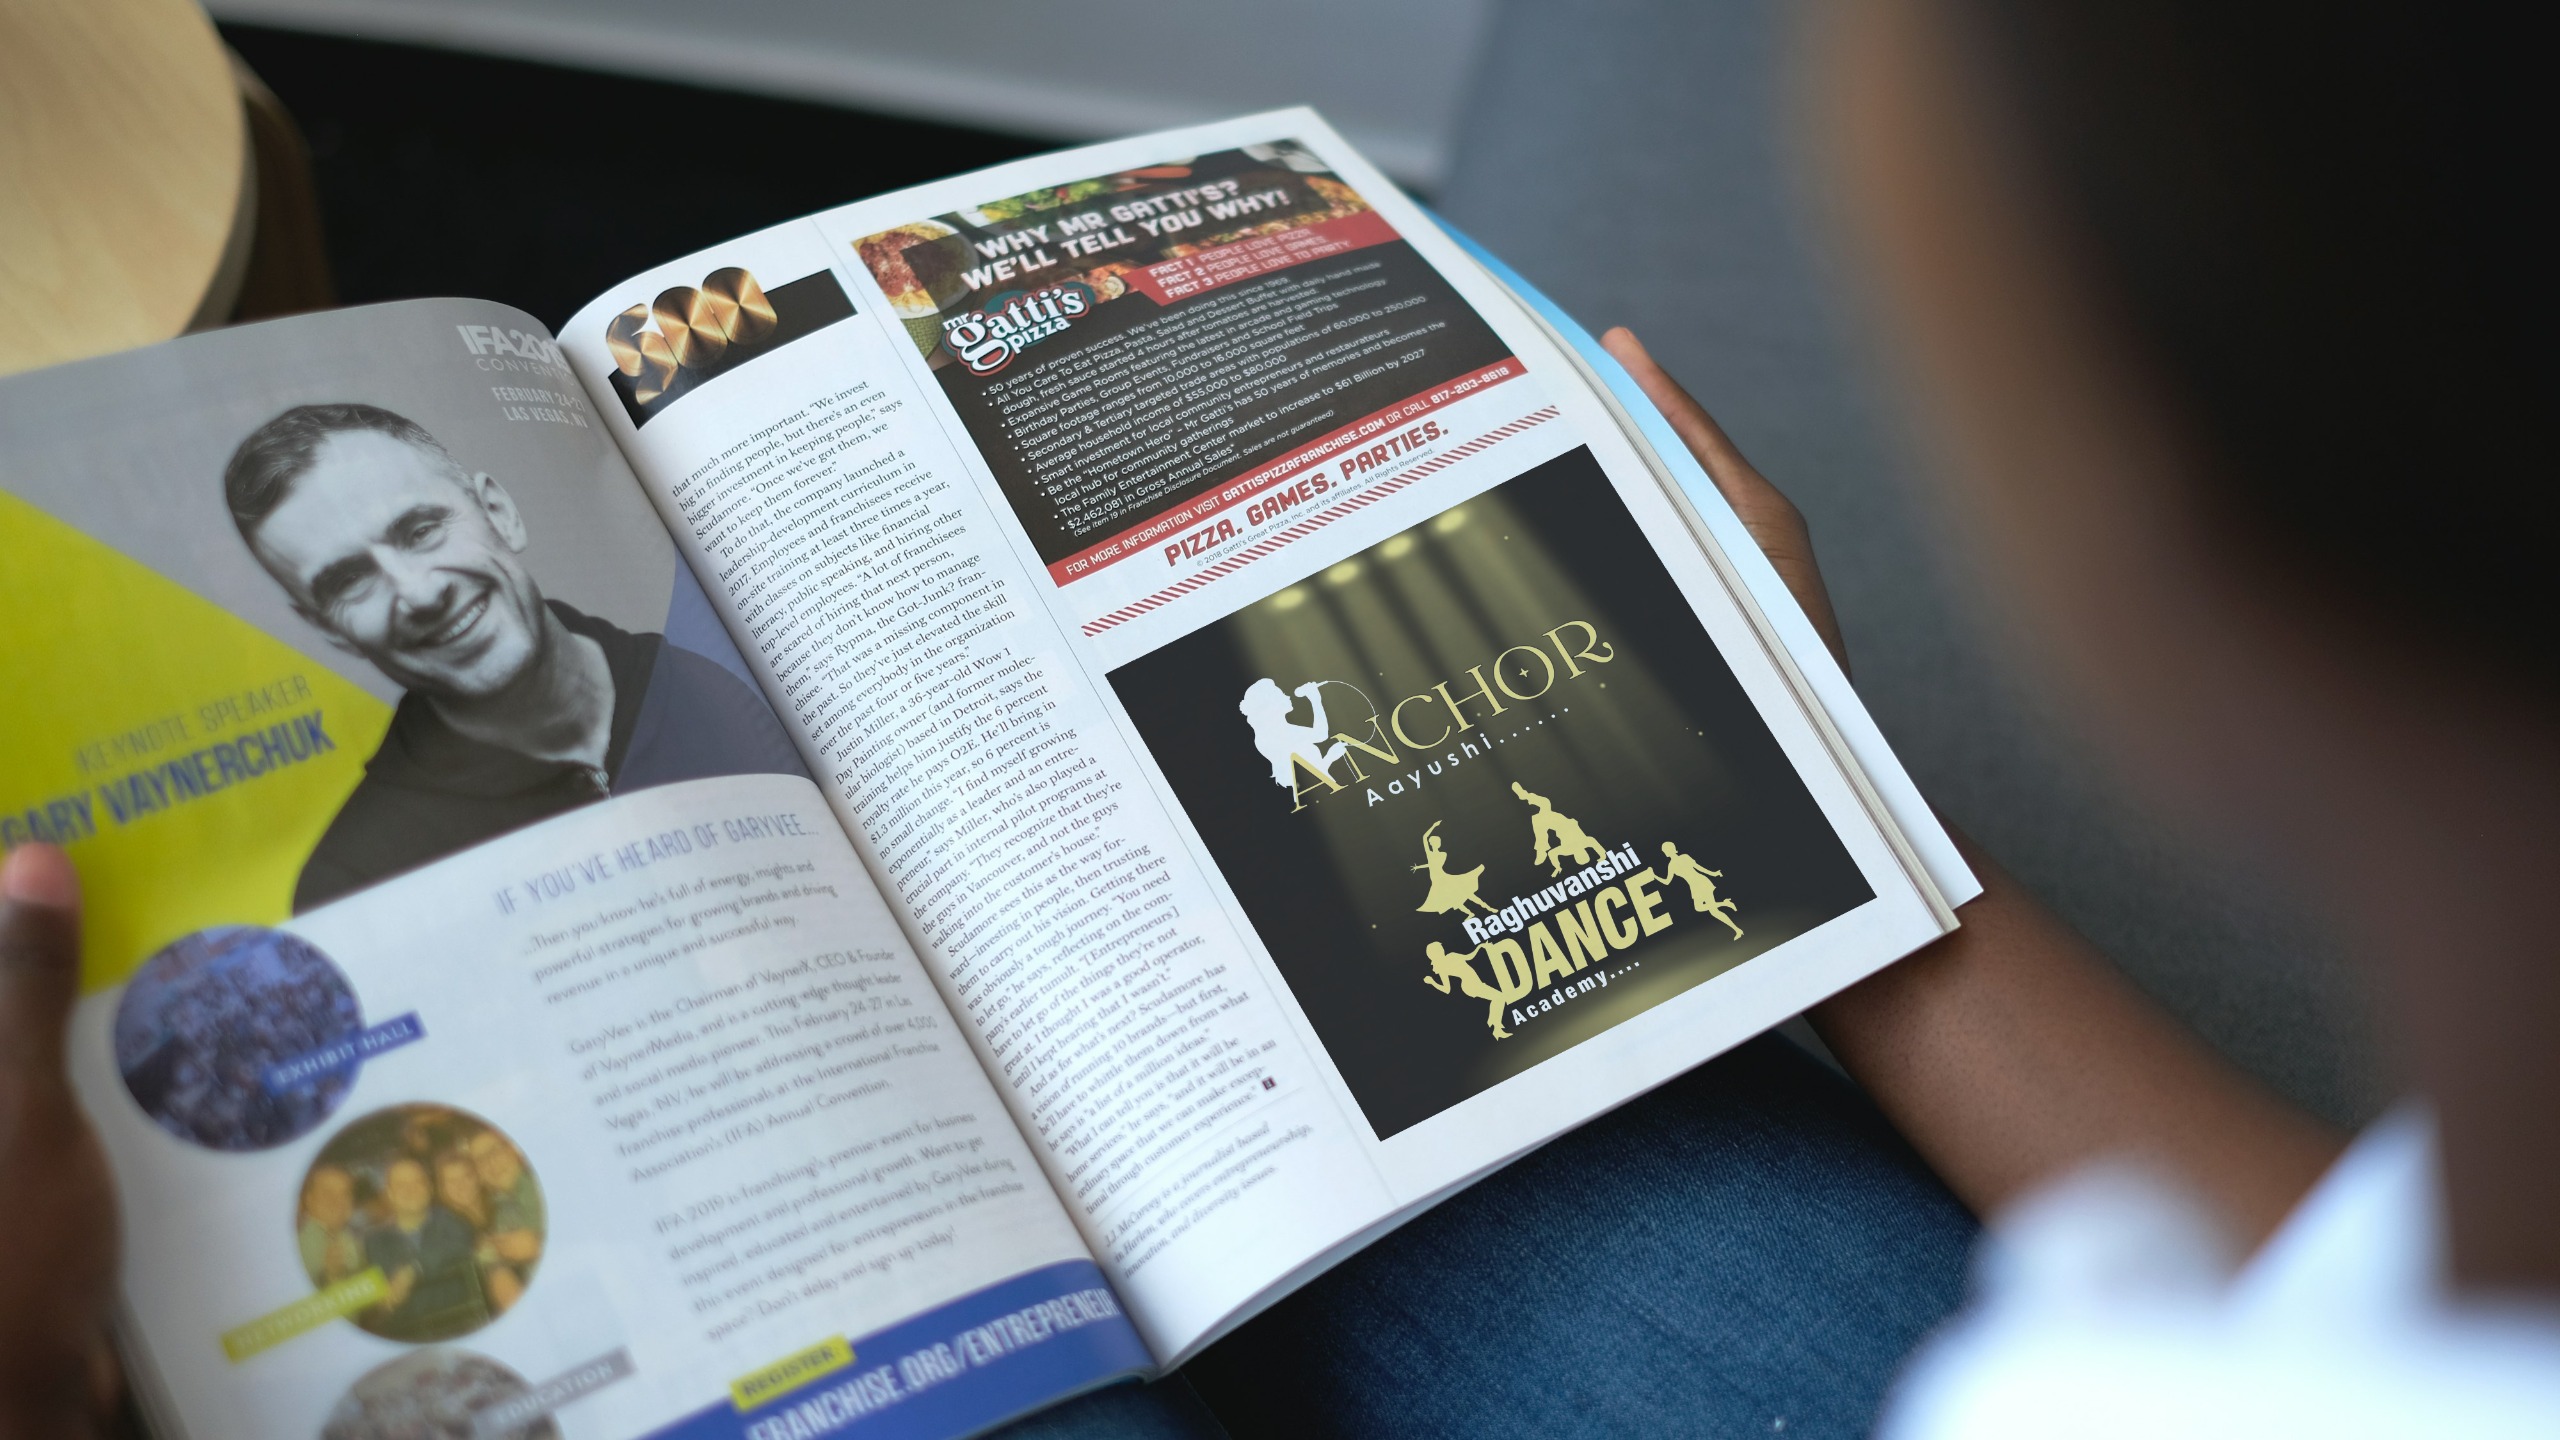 IFA2019
CONVENTION
FEBRUARY 24-27
LAS VEGAS, NV
KEYNOTE SPEAKER
GARY VAYNERCHUK
IF YOU'VE HEARD OF GARYVEE...
...Then you know he's full of energy, insights and
powerful strategies for growing brands and driving
revenue in a unique and successful way.
GaryVee is the Chairman of VaynerX, CEO & Founder
of VaynerMedia, and is a cutting-edge thought leader
and social media pioneer. This February 24-27 in Las
Vegas, NV, he will be addressing a crowd of over 4,000
franchise professionals at the International Franchise
Association's (IFA) Annual Convention.
IFA 2019 is franchising's premier event for business
development and professional growth. Want to get
inspired, educated and entertained by GaryVee during
this event designed for entrepreneurs in the franchise
space? Don't delay and sign up today!
EXHIBIT HALL
NETWORKING
EDUCATION
REGISTER:
FRANCHISE.ORG/ENTREPRENEUR
500
that much more important. “We invest
big in finding people, but there's an even
bigger investment in keeping people,” says
Scudamore. “Once we've got them, we
want to keep them forever.”
To do that, the company launched a
leadership-development curriculum in
2017. Employees and franchisees receive
on-site training at least three times a year,
with classes on subjects like financial
literacy, public speaking, and hiring other
top-level employees. “A lot of franchisees
are scared of hiring that next person,
because they don't know how to manage
them,” says Rypma, the Got-Junk? fran-
chisee. “That was a missing component in
the past. So they've just elevated the skill
set among everybody in the organization
over the past four or five years.”
Justin Miller, a 36-year-old Wow 1
Day Painting owner (and former molec-
ular biologist) based in Detroit, says the
training helps him justify the 6 percent
royalty rate he pays O2E. He'll bring in
$1.3 million this year, so 6 percent is
no small change. “I find myself growing
exponentially as a leader and an entre-
preneur,” says Miller, who's also played a
crucial part in internal pilot programs at
the company. “They recognize that they're
the guys in Vancouver, and not the guys
walking into the customer's house.”
Scudamore sees this as the way for-
ward—investing in people, then trusting
them to carry out his vision. Getting there
was obviously a tough journey. “You need
to let go,” he says, reflecting on the com-
pany's earlier tumult. “[Entrepreneurs]
have to let go of the things they're not
great at. I thought I was a good operator,
until I kept hearing that I wasn't.”
And as for what's next? Scudamore has
a vision of running 10 brands—but first,
he'll have to whittle them down from what
he says is “a list of a million ideas.”
“What I can tell you is that it will be
home services,” he says, “and it will be in an
ordinary space that we can make excep-
tional through customer experience.”
J.J. McCorvey is a journalist based
in Harlem, who covers entrepreneurship,
innovation, and diversity issues.
WHY MR GATTI'S?
WE'LL TELL YOU WHY!
FACT 1 PEOPLE LOVE PIZZA
FACT 2 PEOPLE LOVE GAMES
FACT 3 PEOPLE LOVE TO PARTY
mr
gatti's
pizza
• 50 years of proven success. We've been doing this since 1969.
• All You Care To Eat Pizza, Pasta, Salad and Dessert Buffet with daily hand made
dough, fresh sauce started 4 hours after tomatoes are harvested.
• Expansive Game Rooms featuring the latest in arcade and gaming technology
• Birthday Parties, Group Events, Fundraisers and School Field Trips
• Square footage ranges from 10,000 to 16,000 square feet
• Secondary & Tertiary targeted trade areas with populations of 60,000 to 250,000
• Average household income of $55,000 to $80,000
• Smart investment for local community entrepreneurs and restaurateurs
• Be the “Hometown Hero” - Mr Gatti's has 50 years of memories and becomes the
local hub for community gatherings
• The Family Entertainment Center market to increase to $61 Billion by 2027
• $2,462,081 in Gross Annual Sales*
(See item 19 in Franchise Disclosure Document. Sales are not guaranteed)
FOR MORE INFORMATION VISIT GATTISPIZZAFRANCHISE.COM OR CALL 817-203-8618
PIZZA. GAMES. PARTIES.
© 2018 Gatti's Great Pizza, Inc. and its affiliates. All Rights Reserved.
ANCHOR
Aayushi......
Raghuvanshi
DANCE
Academy....